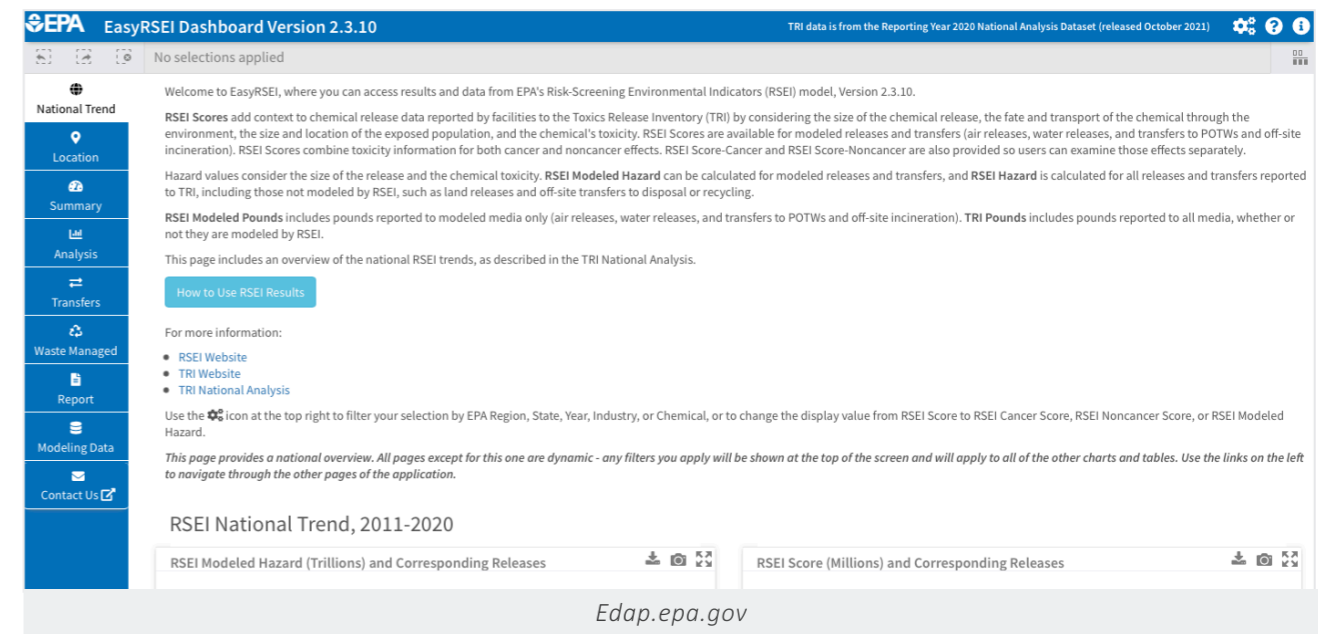 EPA EasyRSEI Dashboard Version 2.3.10
TRI data is from the Reporting Year 2020 National Analysis Dataset (released October 2021)
No selections applied
National Trend
Location
Summary
Analysis
Transfers
Waste Managed
Report
Modeling Data
Contact Us
Welcome to EasyRSEI, where you can access results and data from EPA's Risk-Screening Environmental Indicators (RSEI) model, Version 2.3.10.
RSEI Scores add context to chemical release data reported by facilities to the Toxics Release Inventory (TRI) by considering the size of the chemical release, the fate and transport of the chemical through the
environment, the size and location of the exposed population, and the chemical's toxicity. RSEI Scores are available for modeled releases and transfers (air releases, water releases, and transfers to POTWs and off-site
incineration). RSEI Scores combine toxicity information for both cancer and noncancer effects. RSEI Score-Cancer and RSEI Score-Noncancer are also provided so users can examine those effects separately.
Hazard values consider the size of the release and the chemical toxicity. RSEI Modeled Hazard can be calculated for modeled releases and transfers, and RSEI Hazard is calculated for all releases and transfers reported
to TRI, including those not modeled by RSEI, such as land releases and off-site transfers to disposal or recycling.
RSEI Modeled Pounds includes pounds reported to modeled media only (air releases, water releases, and transfers to POTWs and off-site incineration). TRI Pounds includes pounds reported to all media, whether or
not they are modeled by RSEI.
This page includes an overview of the national RSEI trends, as described in the TRI National Analysis.
How to Use RSEI Results
For more information:
RSEI Website
TRI Website
TRI National Analysis
Use the icon at the top right to filter your selection by EPA Region, State, Year, Industry, or Chemical, or to change the display value from RSEI Score to RSEI Cancer Score, RSEI Noncancer Score, or RSEI Modeled
Hazard.
This page provides a national overview. All pages except for this one are dynamic - any filters you apply will be shown at the top of the screen and will apply to all of the other charts and tables. Use the links on the left
to navigate through the other pages of the application.
RSEI National Trend, 2011-2020
RSEI Modeled Hazard (Trillions) and Corresponding Releases
RSEI Score (Millions) and Corresponding Releases
Edap.epa.gov